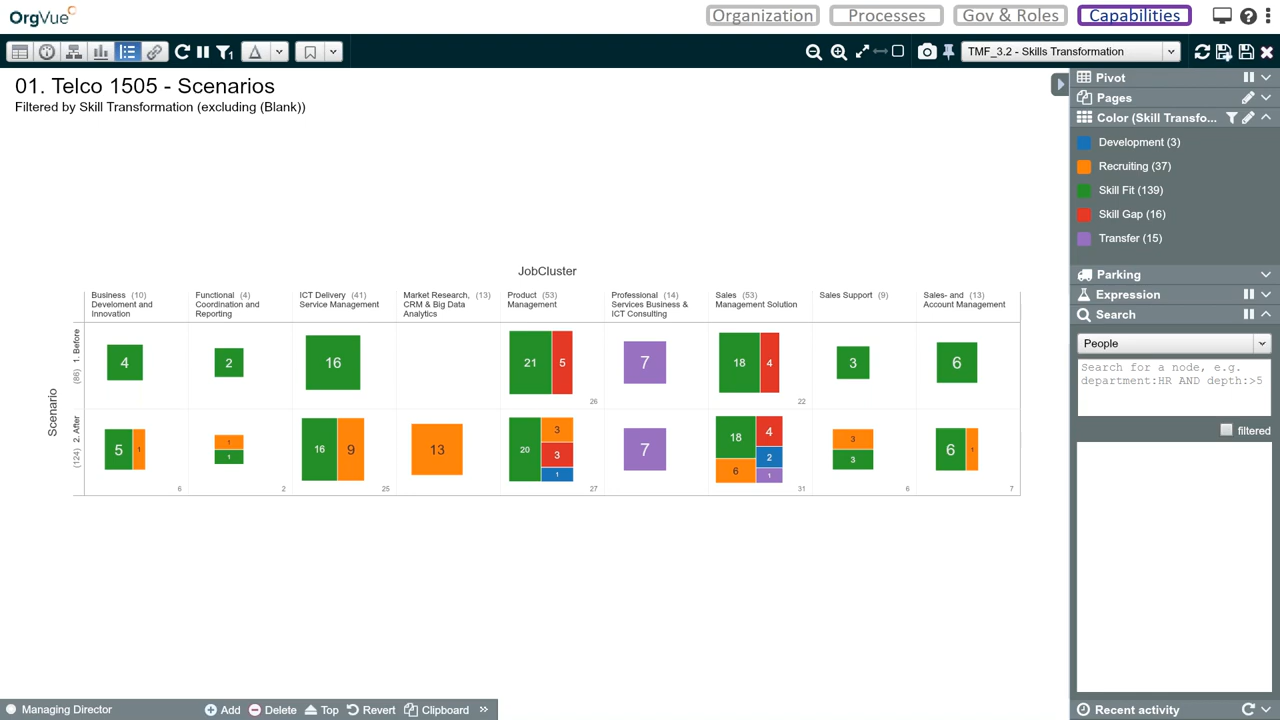 OrgVue
Organization
Processes
Gov & Roles
Capabilities
TMF_3.2 - Skills Transformation
01. Telco 1505 - Scenarios
Filtered by Skill Transformation (excluding (Blank))
Pivot
Pages
Color (Skill Transfo...
Development (3)
Recruiting (37)
Skill Fit (139)
Skill Gap (16)
Transfer (15)
Parking
Expression
Search
People
Search for a node, e.g.
department:HR AND depth:>5
filtered
Recent activity
JobCluster
Business (10)
Develoment and
Innovation
Functional (4)
Coordination and
Reporting
ICT Delivery (41)
Service Management
Market Research, (13)
CRM & Big Data
Analytics
Product (53)
Management
Professional (14)
Services Business &
ICT Consulting
Sales (53)
Management Solution
Sales Support (9)
Sales- and (13)
Account Management
Scenario
1. Before
(86)
4
2
16
21
5
26
7
18
4
22
3
6
2. After
(124)
5
1
6
1
1
2
16
9
25
13
20
3
3
1
27
7
18
6
4
2
1
31
3
3
6
6
1
7
Managing Director
Add
Delete
Top
Revert
Clipboard